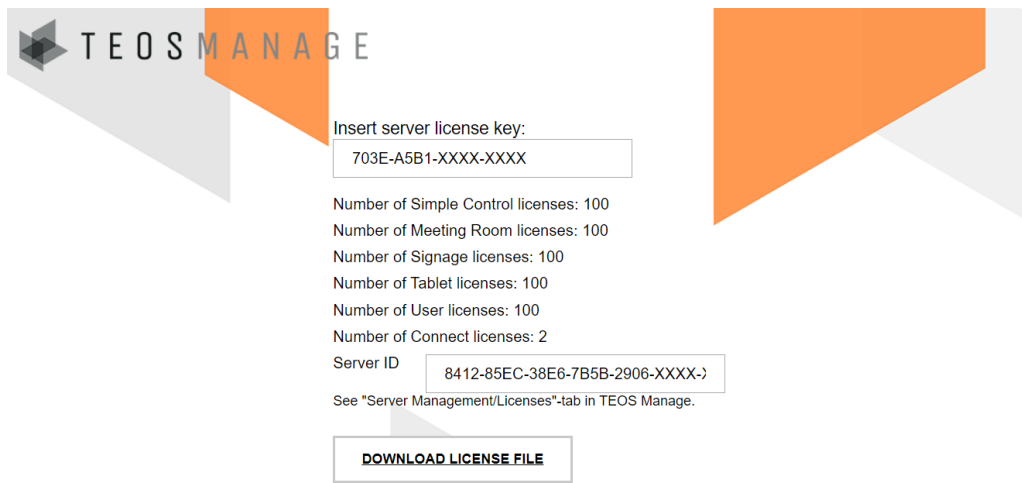 TEOSMANAGE
Insert server license key:
703E-A5B1-XXXX-XXXX
Number of Simple Control licenses: 100
Number of Meeting Room licenses: 100
Number of Signage licenses: 100
Number of Tablet licenses: 100
Number of User licenses: 100
Number of Connect licenses: 2
Server ID
8412-85EC-38E6-7B5B-2906-XXXX-X
See "Server Management/Licenses"-tab in TEOS Manage.
DOWNLOAD LICENSE FILE